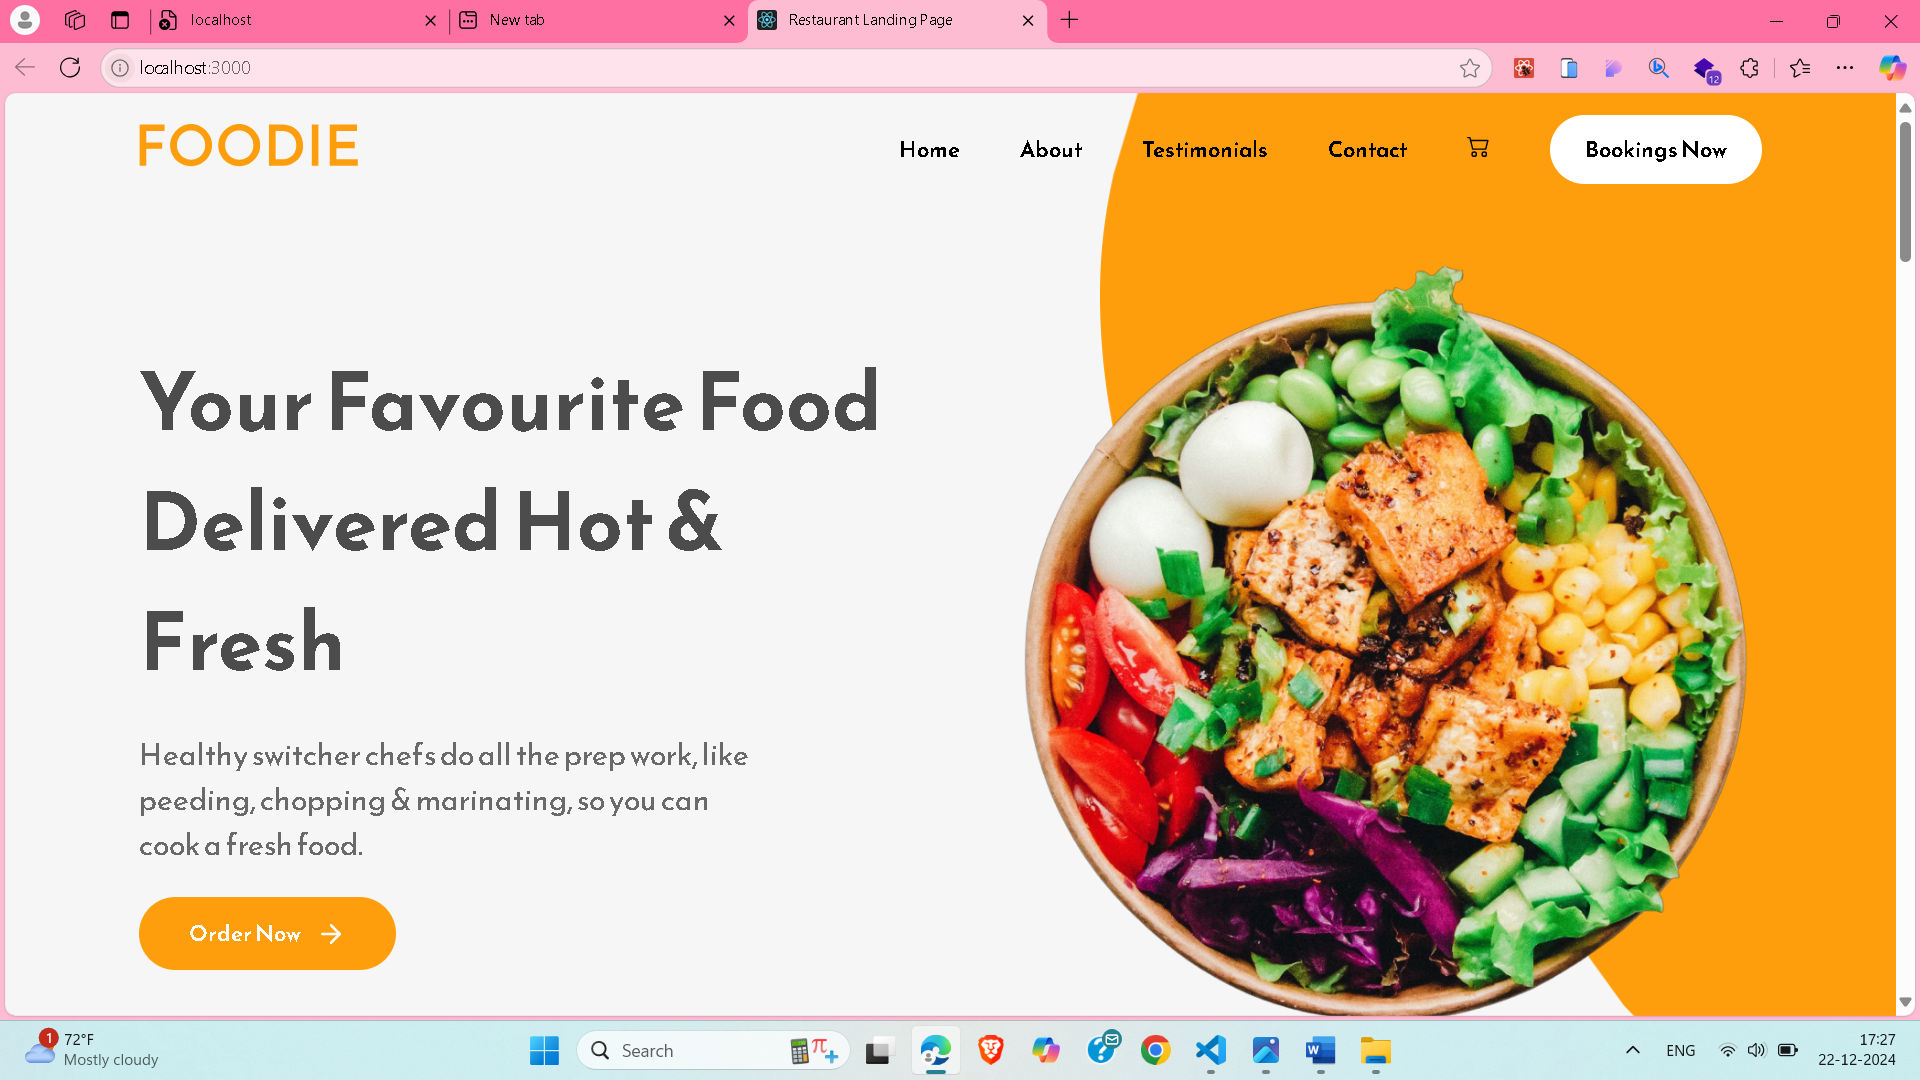 localhost
New tab
Restaurant Landing Page
localhost:3000
12
FOODIE
Home
About
Testimonials
Contact
Bookings Now
Your Favourite Food
Delivered Hot &
Fresh
Healthy switcher chefs do all the prep work, like
peeding, chopping & marinating, so you can
cook a fresh food.
Order Now
1
72°F
Mostly cloudy
Search
ENG
17:27
22-12-2024